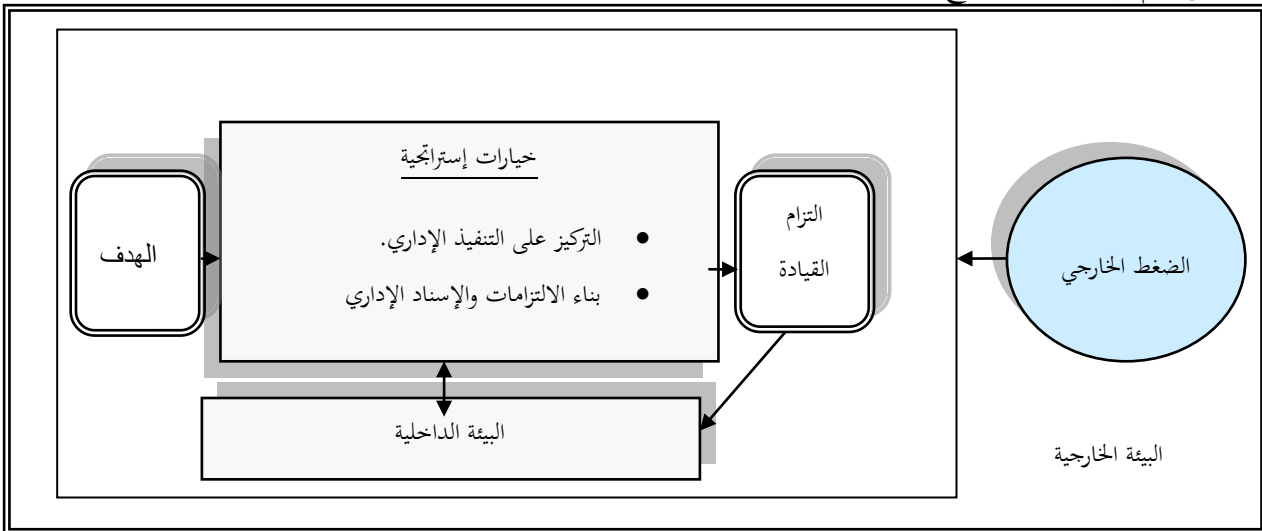 خيارات إستراتجية
التركيز على التنفيذ الإداري.
بناء الالتزامات والإسناد الإداري
التزام
القيادة
الهدف
الضغط الخارجي
البيئة الداخلية
البيئة الخارجية